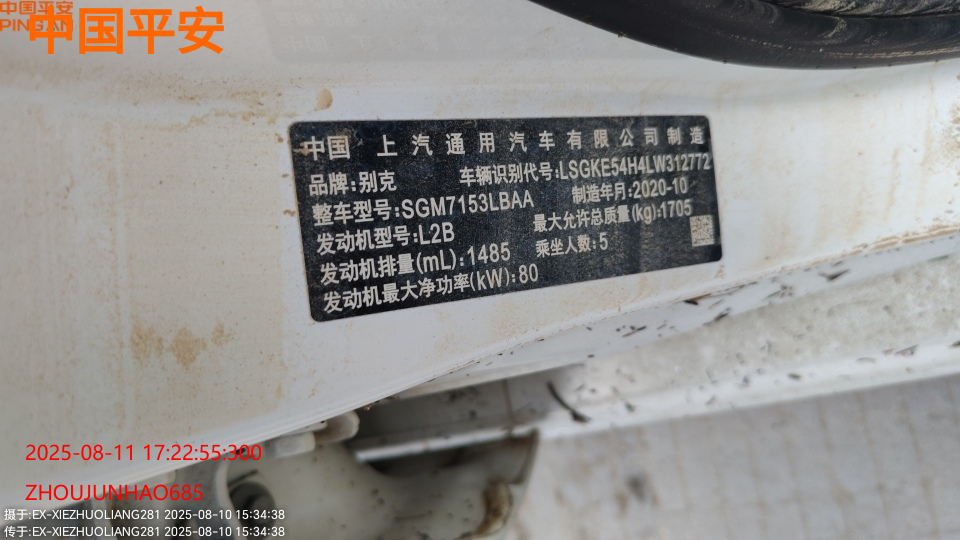 中国平安
PING AN
中国平安
中国 上汽通用汽车有限公司制造
品牌:别克 车辆识别代号:LSGKE54H4LW312772
整车型号:SGM7153LBAA 制造年月:2020-10
发动机型号:L2B 最大允许总质量(kg):1705
发动机排量(mL):1485 乘坐人数:5
发动机最大净功率(kW):80
2025-08-11 17:22:55:300
ZHOUJUNHAO685
摄于:EX-XIEZHUOLIANG281 2025-08-10 15:34:38
传于:EX-XIEZHUOLIANG281 2025-08-10 15:34:38